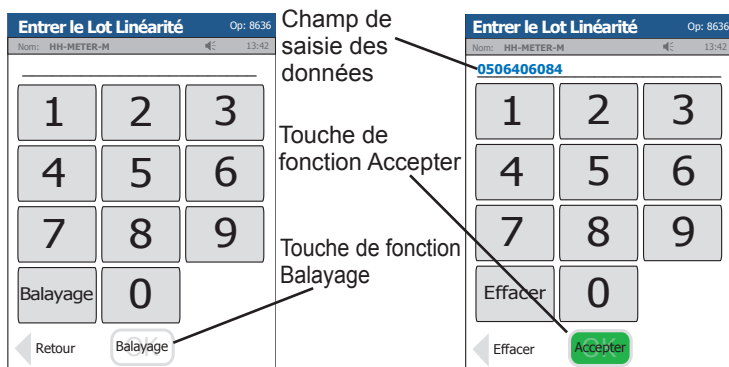 Entrer le Lot Linéarité Op: 8636
Nom: HH-METER-M 13:42
1 2 3
4 5 6
7 8 9
Balayage 0
Retour Balayage OK
Champ de
saisie des
données
Touche de
fonction Accepter
Touche de fonction
Balayage
Entrer le Lot Linéarité Op: 8636
Nom: HH-METER-M 13:42
0506406084
1 2 3
4 5 6
7 8 9
Effacer 0
Effacer Accepter OK